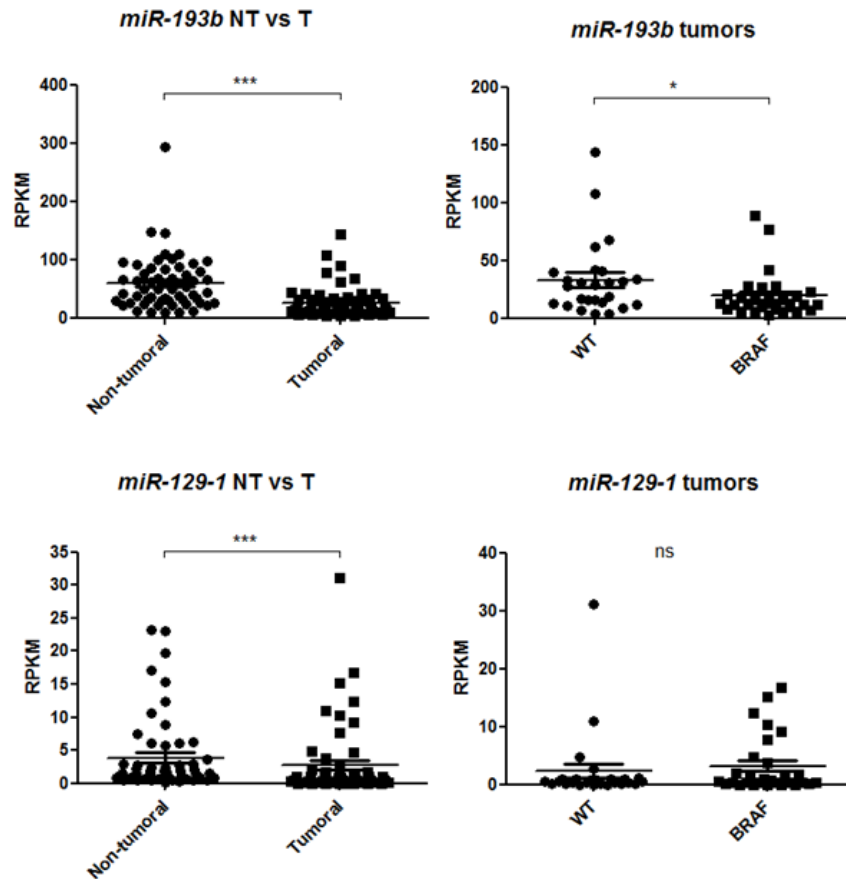 miR-193b NT vs T
***
400
300
200
100
0
RPKM
Non-tumoral
Tumoral
miR-193b tumors
*
200
150
100
50
0
RPKM
WT
BRAF
miR-129-1 NT vs T
***
35
30
25
20
15
10
5
0
RPKM
Non-tumoral
Tumoral
miR-129-1 tumors
ns
40
30
20
10
0
RPKM
WT
BRAF